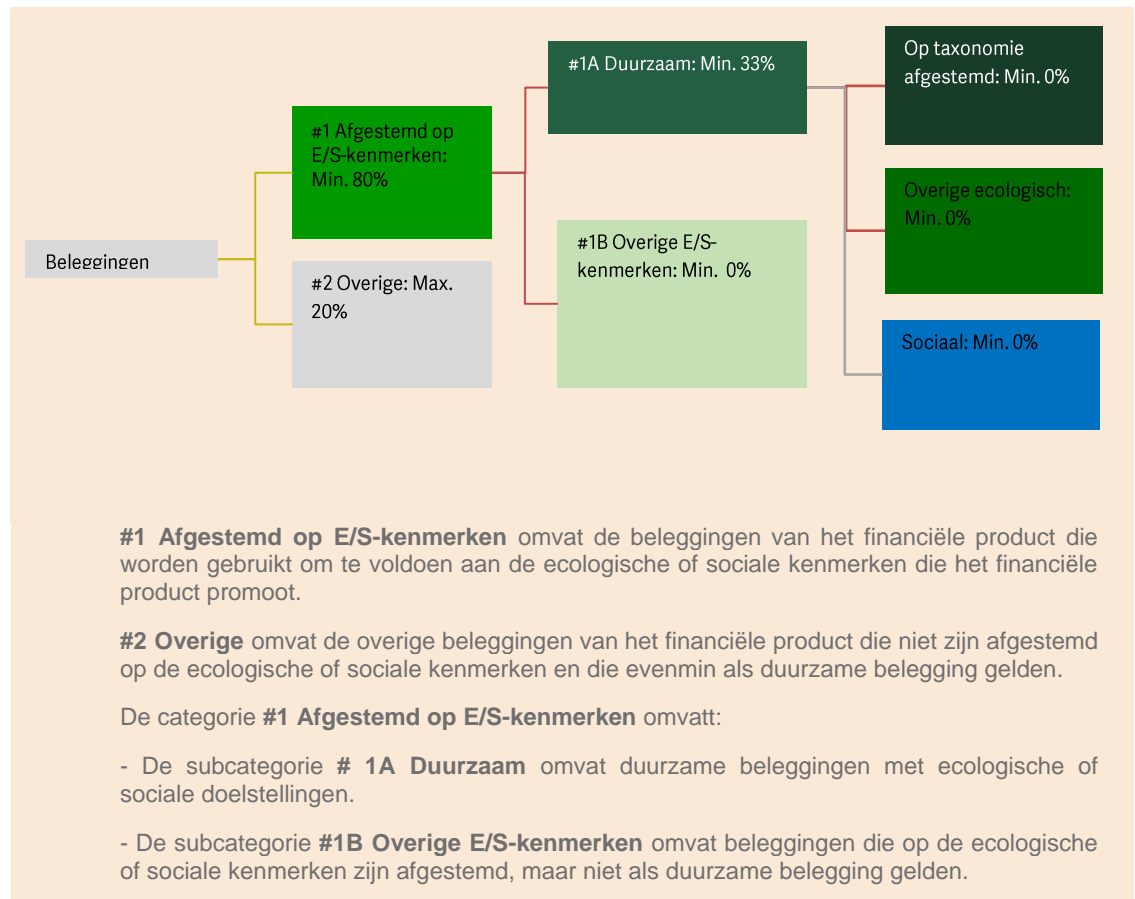 Beleggingen
#1 Afgestemd op
E/S-kenmerken:
Min. 80%
#2 Overige: Max.
20%
#1A Duurzaam: Min. 33%
#1B Overige E/S-
kenmerken: Min. 0%
Op taxonomie
afgestemd: Min. 0%
Overige ecologisch:
Min. 0%
Sociaal: Min. 0%
#1 Afgestemd op E/S-kenmerken omvat de beleggingen van het financiële product die
worden gebruikt om te voldoen aan de ecologische of sociale kenmerken die het financiële
product promoot.
#2 Overige omvat de overige beleggingen van het financiële product die niet zijn afgestemd
op de ecologische of sociale kenmerken en die evenmin als duurzame belegging gelden.
De categorie #1 Afgestemd op E/S-kenmerken omvatt:
- De subcategorie # 1A Duurzaam omvat duurzame beleggingen met ecologische of
sociale doelstellingen.
- De subcategorie #1B Overige E/S-kenmerken omvat beleggingen die op de ecologische
of sociale kenmerken zijn afgestemd, maar niet als duurzame belegging gelden.